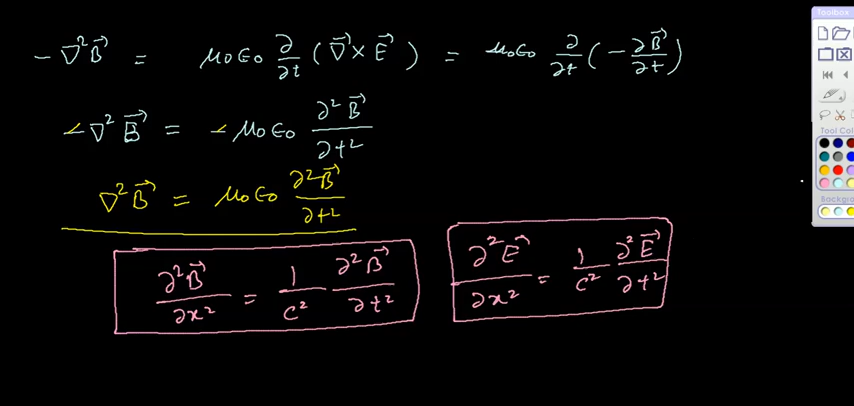 -∇²B⃗ = μ₀ε₀ ∂/∂t (∇⃗ × E⃗) = μ₀ε₀ ∂/∂t (-∂B⃗/∂t)
-∇²B⃗ = -μ₀ε₀ ∂²B⃗/∂t²
∇²B⃗ = μ₀ε₀ ∂²B⃗/∂t²
∂²B⃗/∂x² = 1/c² ∂²B⃗/∂t²
∂²E⃗/∂x² = 1/c² ∂²E⃗/∂t²
Toolbox
Tool Col
Backgro